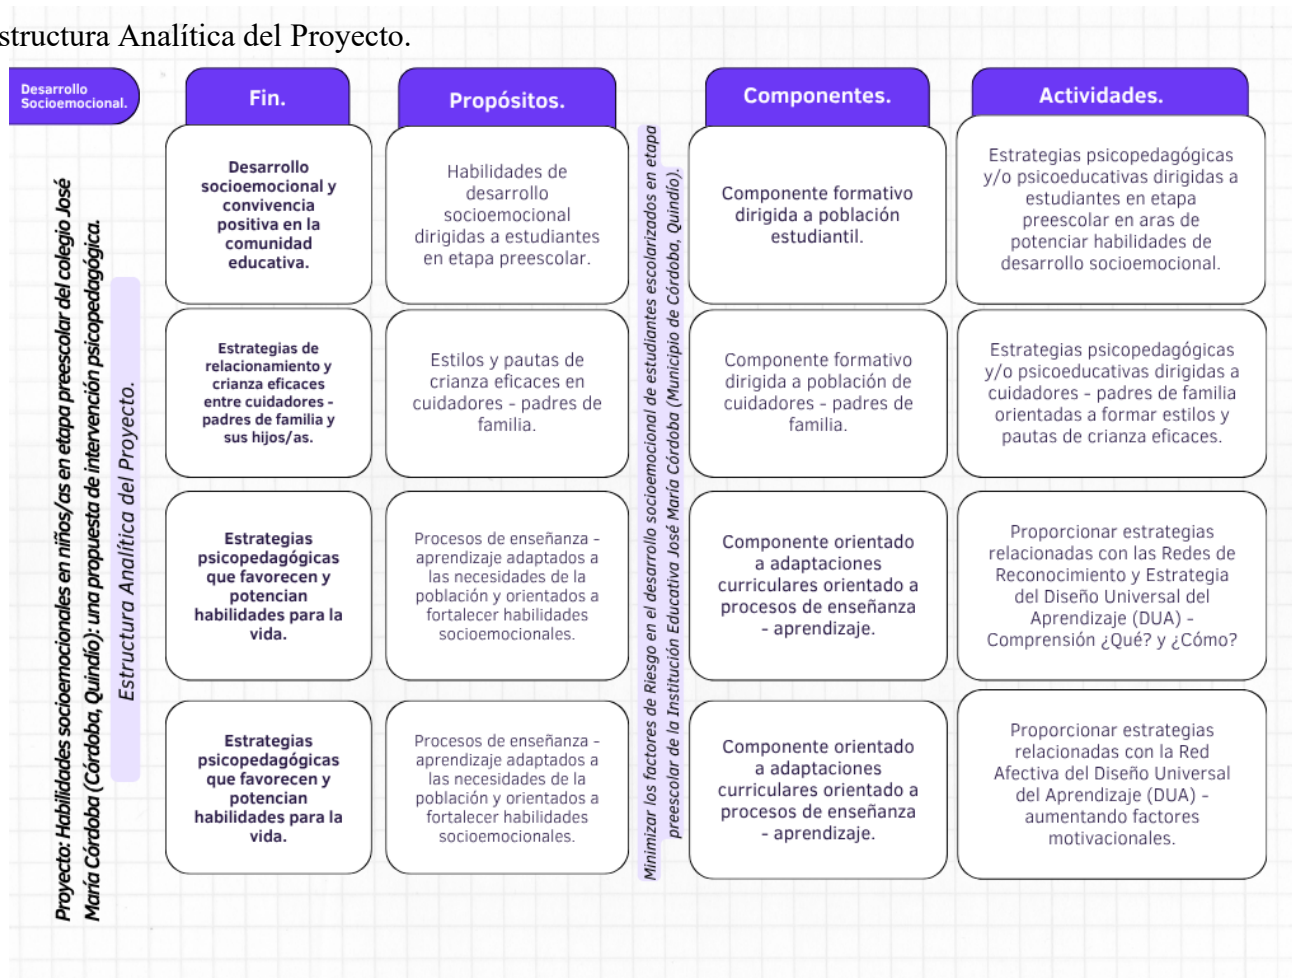 structura Analítica del Proyecto.
Desarrollo
Socioemocional.
Fin.
Propósitos.
Componentes.
Actividades.
Proyecto: Habilidades socioemocionales en niños/as en etapa preescolar del colegio José
María Córdoba (Córdoba, Quindío): una propuesta de intervención psicopedagógica.
Estructura Analítica del Proyecto.
Desarrollo
socioemocional y
convivencia
positiva en la
comunidad
educativa.
Habilidades de
desarrollo
socioemocional
dirigidas a estudiantes
en etapa preescolar.
Minimizar los factores de Riesgo en el desarrollo socioemocional de estudiantes escolarizados en etapa
preescolar de la Institución Educativa José María Córdoba (Municipio de Córdoba, Quindío).
Componente formativo
dirigida a población
estudiantil.
Estrategias psicopedagógicas
y/o psicoeducativas dirigidas a
estudiantes en etapa
preescolar en aras de
potenciar habilidades de
desarrollo socioemocional.
Estrategias de
relacionamiento y
crianza eficaces
entre cuidadores -
padres de familia y
sus hijos/as.
Estilos y pautas de
crianza eficaces en
cuidadores - padres de
familia.
Componente formativo
dirigida a población de
cuidadores - padres de
familia.
Estrategias psicopedagógicas
y/o psicoeducativas dirigidas a
cuidadores - padres de familia
orientadas a formar estilos y
pautas de crianza eficaces.
Estrategias
psicopedagógicas
que favorecen y
potencian
habilidades para la
vida.
Procesos de enseñanza -
aprendizaje adaptados a
las necesidades de la
población y orientados a
fortalecer habilidades
socioemocionales.
Componente orientado
a adaptaciones
curriculares orientado a
procesos de enseñanza
- aprendizaje.
Proporcionar estrategias
relacionadas con las Redes de
Reconocimiento y Estrategia
del Diseño Universal del
Aprendizaje (DUA) -
Comprensión ¿Qué? y ¿Cómo?
Estrategias
psicopedagógicas
que favorecen y
potencian
habilidades para la
vida.
Procesos de enseñanza -
aprendizaje adaptados a
las necesidades de la
población y orientados a
fortalecer habilidades
socioemocionales.
Componente orientado
a adaptaciones
curriculares orientado a
procesos de enseñanza
- aprendizaje.
Proporcionar estrategias
relacionadas con la Red
Afectiva del Diseño Universal
del Aprendizaje (DUA) -
aumentando factores
motivacionales.